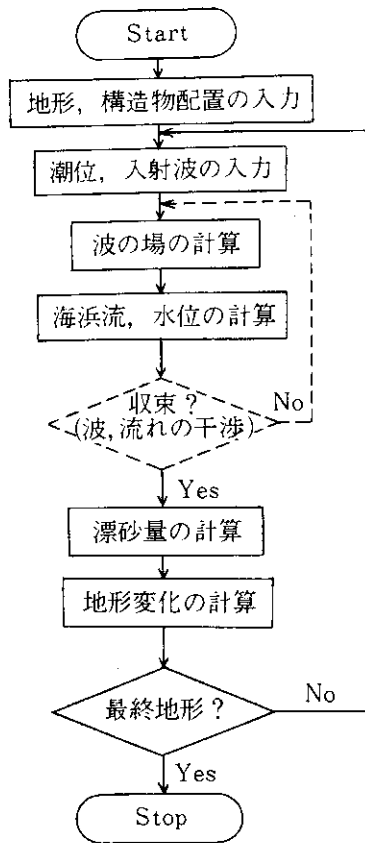 Start
地形，構造物配置の入力
潮位，入射波の入力
波の場の計算
海浜流，水位の計算
収束？
(波，流れの干渉)
No
Yes
漂砂量の計算
地形変化の計算
最終地形？
No
Yes
Stop